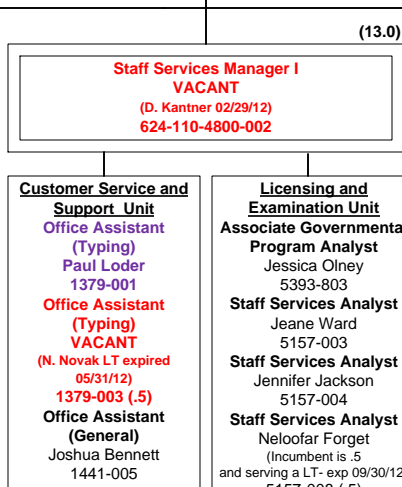 (13.0)
Staff Services Manager I
VACANT
(D. Kantner 02/29/12)
624-110-4800-002
Customer Service and
Support Unit
Office Assistant
(Typing)
Paul Loder
1379-001
Office Assistant
(Typing)
VACANT
(N. Novak LT expired
05/31/12)
1379-003 (.5)
Office Assistant
(General)
Joshua Bennett
1441-005
Licensing and
Examination Unit
Associate Governmenta
Program Analyst
Jessica Olney
5393-803
Staff Services Analyst
Jeane Ward
5157-003
Staff Services Analyst
Jennifer Jackson
5157-004
Staff Services Analyst
Neloofar Forget
(Incumbent is .5
and serving a LT- exp 09/30/12